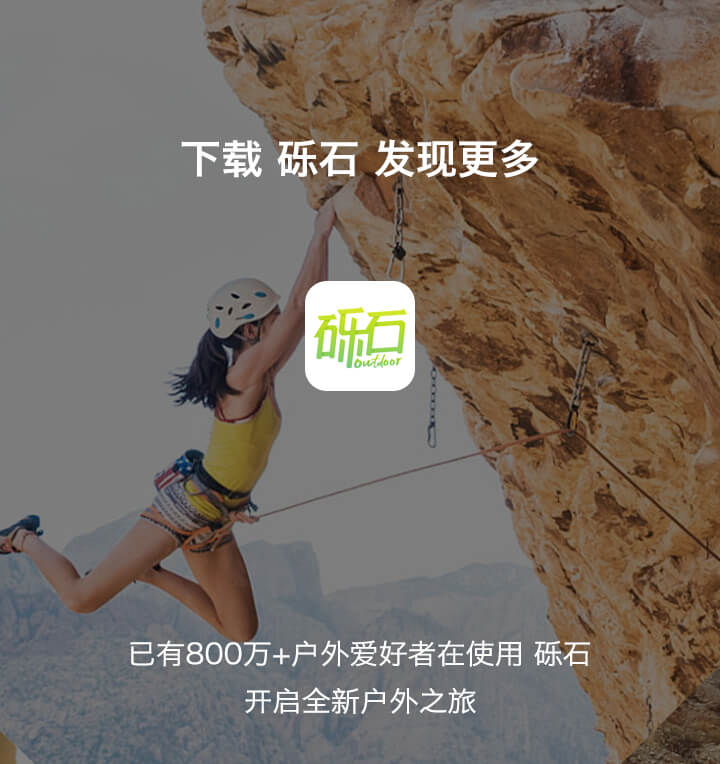 下载 砾石 发现更多
砾石
outdoor
已有800万+户外爱好者在使用 砾石
开启全新户外之旅